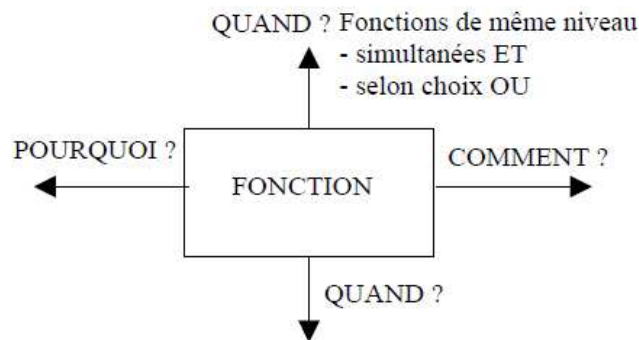 QUAND ? Fonctions de même niveau
- simultanées ET
- selon choix OU
POURQUOI ?
FONCTION
COMMENT ?
QUAND ?